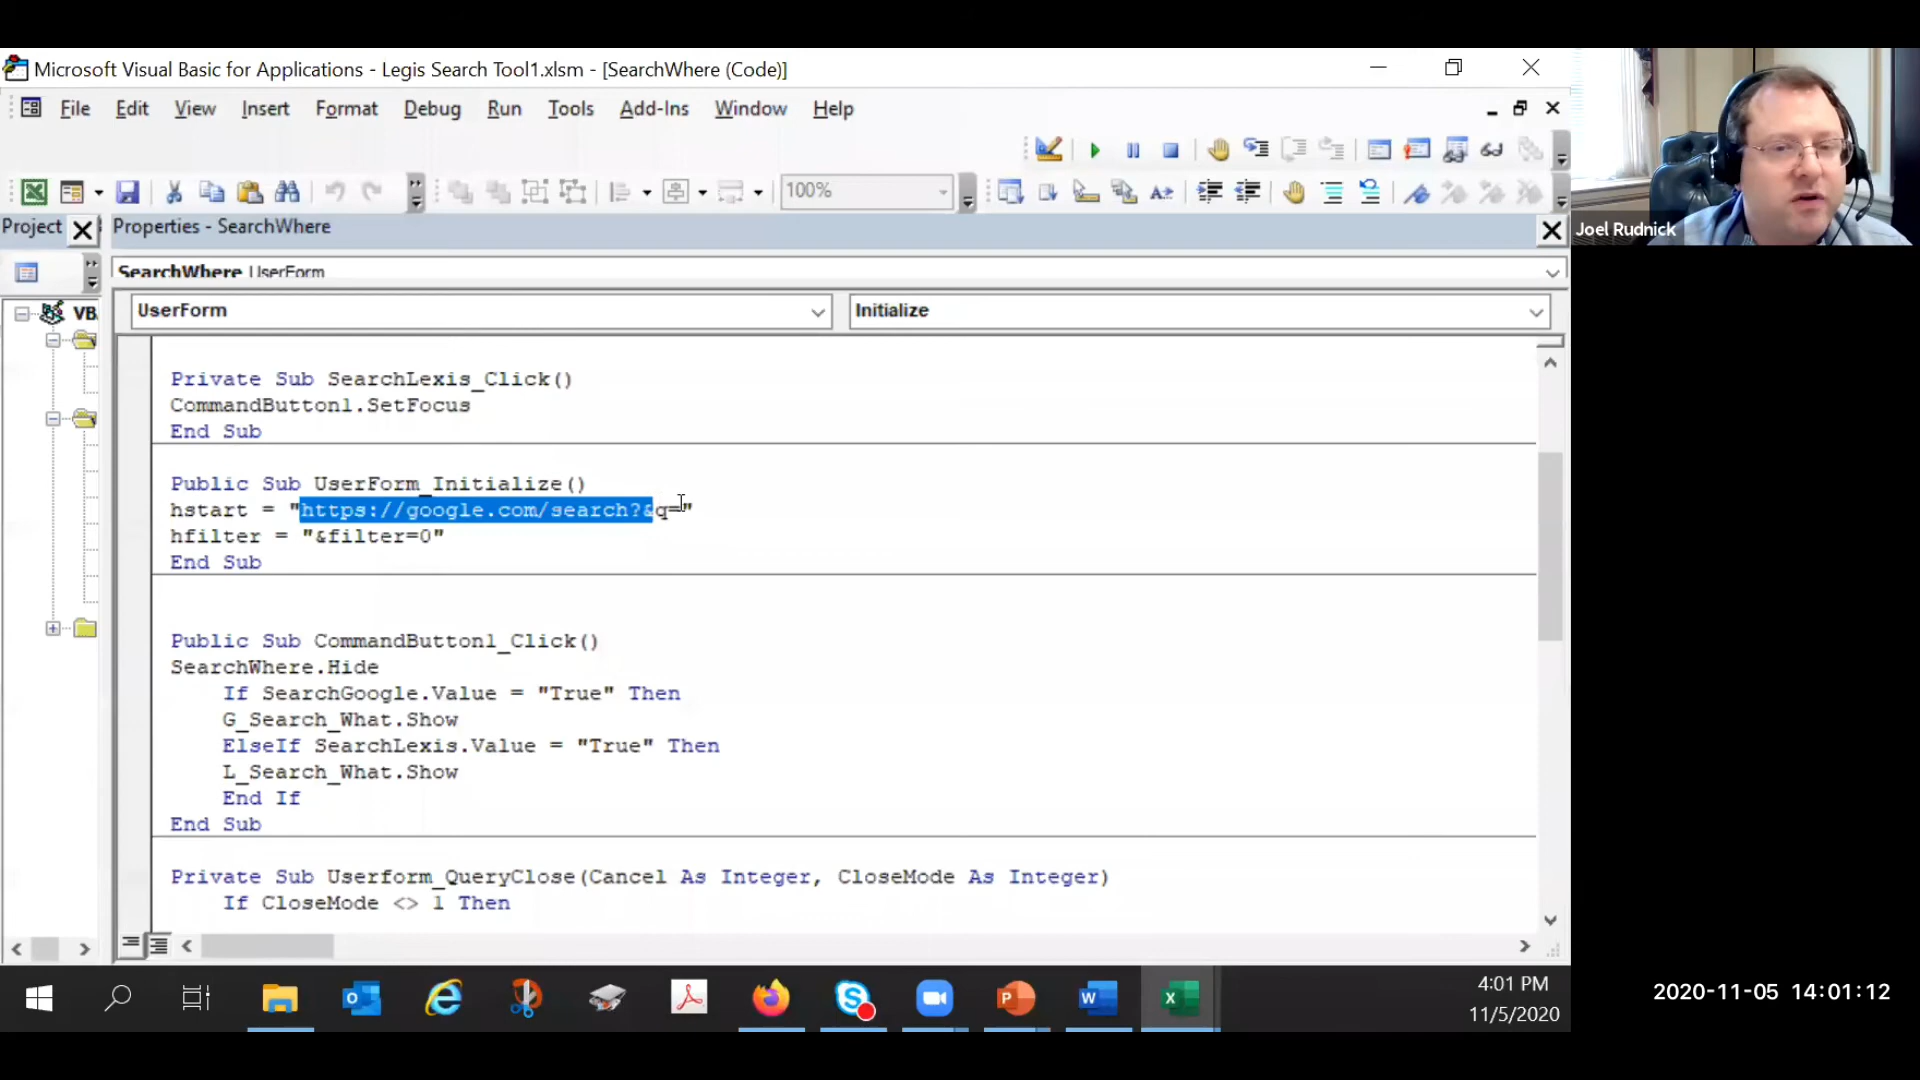 Microsoft Visual Basic for Applications - Legis Search Tool1.xlsm - [SearchWhere (Code)]
File Edit View Insert Format Debug Run Tools Add-Ins Window Help
100%
Project
Properties - SearchWhere
SearchWhere UserForm
VB
UserForm
Initialize
Private Sub SearchLexis_Click()
CommandButton1.SetFocus
End Sub
Public Sub UserForm_Initialize()
hstart = "https://google.com/search?&q="
hfilter = "&filter=0"
End Sub
Public Sub CommandButton1_Click()
SearchWhere.Hide
If SearchGoogle.Value = "True" Then
G_Search_What.Show
ElseIf SearchLexis.Value = "True" Then
L_Search_What.Show
End If
End Sub
Private Sub Userform_QueryClose(Cancel As Integer, CloseMode As Integer)
If CloseMode <> 1 Then
4:01 PM
11/5/2020
Joel Rudnick
2020-11-05 14:01:12